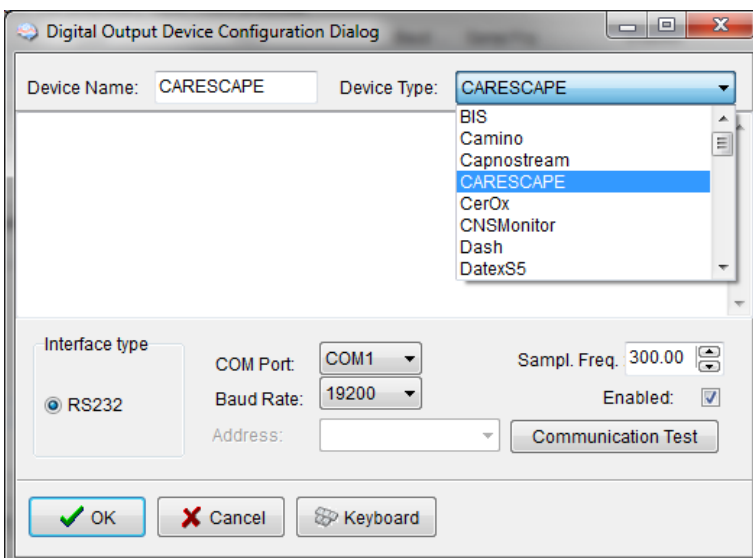 Digital Output Device Configuration Dialog
Device Name: CARESCAPE Device Type: CARESCAPE
BIS
Camino
Capnostream
CARESCAPE
CerOx
CNSMonitor
Dash
DatexS5
Interface type
RS232
COM Port: COM1
Baud Rate: 19200
Address:
Sampl. Freq. 300.00
Enabled:
Communication Test
OK Cancel Keyboard